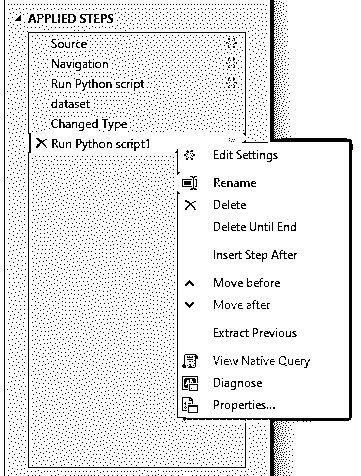 APPLIED STEPS
Source
Navigation
Run Python script
dataset
Changed Type
Run Python script1
Edit Settings
Rename
Delete
Delete Until End
Insert Step After
Move before
Move after
Extract Previous
View Native Query
Diagnose
Properties...